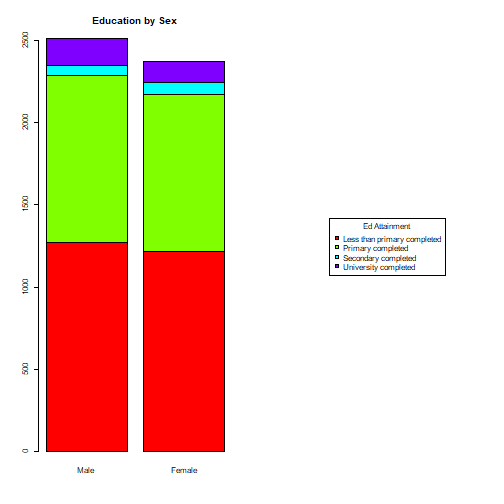 Education by Sex
2500
2000
1500
1000
500
0
Male Female
Ed Attainment
Less than primary completed
Primary completed
Secondary completed
University completed